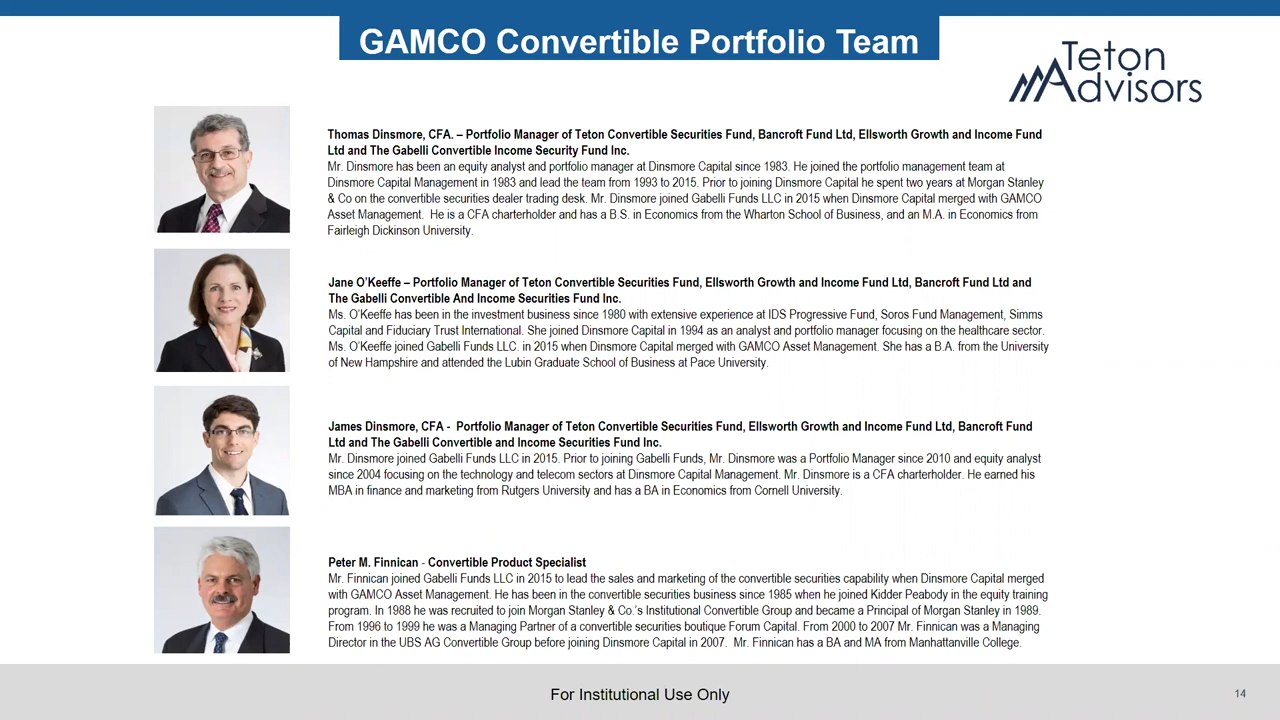 GAMCO Convertible Portfolio Team
Teton
Advisors
Thomas Dinsmore, CFA. – Portfolio Manager of Teton Convertible Securities Fund, Bancroft Fund Ltd, Ellsworth Growth and Income Fund
Ltd and The Gabelli Convertible Income Security Fund Inc.
Mr. Dinsmore has been an equity analyst and portfolio manager at Dinsmore Capital since 1983. He joined the portfolio management team at
Dinsmore Capital Management in 1983 and lead the team from 1993 to 2015. Prior to joining Dinsmore Capital he spent two years at Morgan Stanley
& Co on the convertible securities dealer trading desk. Mr. Dinsmore joined Gabelli Funds LLC in 2015 when Dinsmore Capital merged with GAMCO
Asset Management. He is a CFA charterholder and has a B.S. in Economics from the Wharton School of Business, and an M.A. in Economics from
Fairleigh Dickinson University.
Jane O’Keeffe – Portfolio Manager of Teton Convertible Securities Fund, Ellsworth Growth and Income Fund Ltd, Bancroft Fund Ltd and
The Gabelli Convertible And Income Securities Fund Inc.
Ms. O’Keeffe has been in the investment business since 1980 with extensive experience at IDS Progressive Fund, Soros Fund Management, Simms
Capital and Fiduciary Trust International. She joined Dinsmore Capital in 1994 as an analyst and portfolio manager focusing on the healthcare sector.
Ms. O’Keeffe joined Gabelli Funds LLC. in 2015 when Dinsmore Capital merged with GAMCO Asset Management. She has a B.A. from the University
of New Hampshire and attended the Lubin Graduate School of Business at Pace University.
James Dinsmore, CFA - Portfolio Manager of Teton Convertible Securities Fund, Ellsworth Growth and Income Fund Ltd, Bancroft Fund
Ltd and The Gabelli Convertible and Income Securities Fund Inc.
Mr. Dinsmore joined Gabelli Funds LLC in 2015. Prior to joining Gabelli Funds, Mr. Dinsmore was a Portfolio Manager since 2010 and equity analyst
since 2004 focusing on the technology and telecom sectors at Dinsmore Capital Management. Mr. Dinsmore is a CFA charterholder. He earned his
MBA in finance and marketing from Rutgers University and has a BA in Economics from Cornell University.
Peter M. Finnican - Convertible Product Specialist
Mr. Finnican joined Gabelli Funds LLC in 2015 to lead the sales and marketing of the convertible securities capability when Dinsmore Capital merged
with GAMCO Asset Management. He has been in the convertible securities business since 1985 when he joined Kidder Peabody in the equity training
program. In 1988 he was recruited to join Morgan Stanley & Co.’s Institutional Convertible Group and became a Principal of Morgan Stanley in 1989.
From 1996 to 1999 he was a Managing Partner of a convertible securities boutique Forum Capital. From 2000 to 2007 Mr. Finnican was a Managing
Director in the UBS AG Convertible Group before joining Dinsmore Capital in 2007. Mr. Finnican has a BA and MA from Manhattanville College.
For Institutional Use Only
14